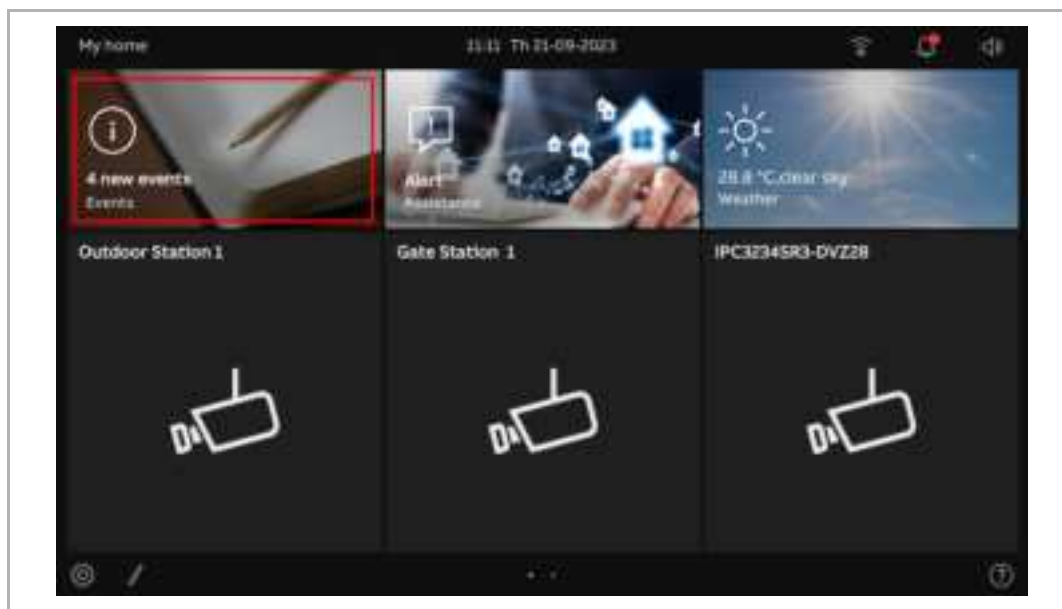 My home
11:11 Th 21-09-2023
4 new events
Events
Alert
Assistance
28.8 °C,clear sky
Weather
Outdoor Station 1
Gate Station 1
IPC3234SR3-DVZ28